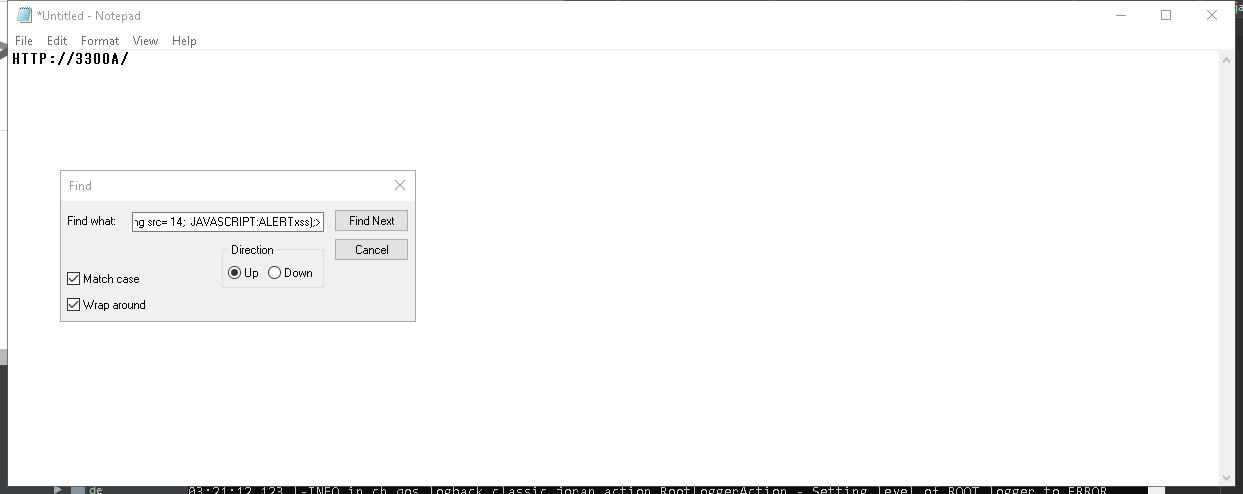 *Untitled - Notepad
File Edit Format View Help
HTTP://3300A/
Find
Find what: ng src= 14;  JAVASCRIPT:ALERTxss);>
Find Next
Cancel
Direction
Up Down
Match case
Wrap around
de 03:21:12,123 |-INFO in ch.qos.logback.classic.joran.action.RootLoggerAction - Setting level of ROOT logger to ERROR